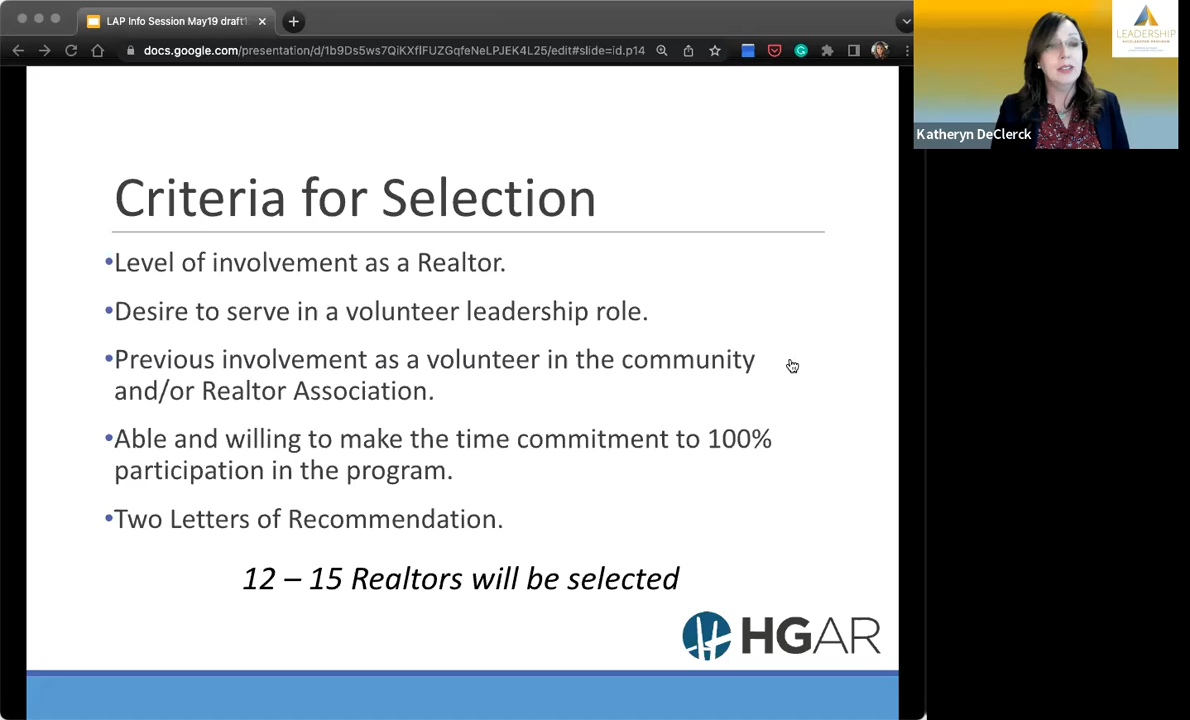 LAP Info Session May19 draft1
docs.google.com/presentation/d/1b9Ds5ws7QiKXfIFUZGqfeNeLPJEK4L25/edit#slide=id.p14
LEADERSHIP
Katheryn DeClerck
Criteria for Selection
•Level of involvement as a Realtor.
•Desire to serve in a volunteer leadership role.
•Previous involvement as a volunteer in the community
and/or Realtor Association.
•Able and willing to make the time commitment to 100%
participation in the program.
•Two Letters of Recommendation.
12 – 15 Realtors will be selected
HGAR